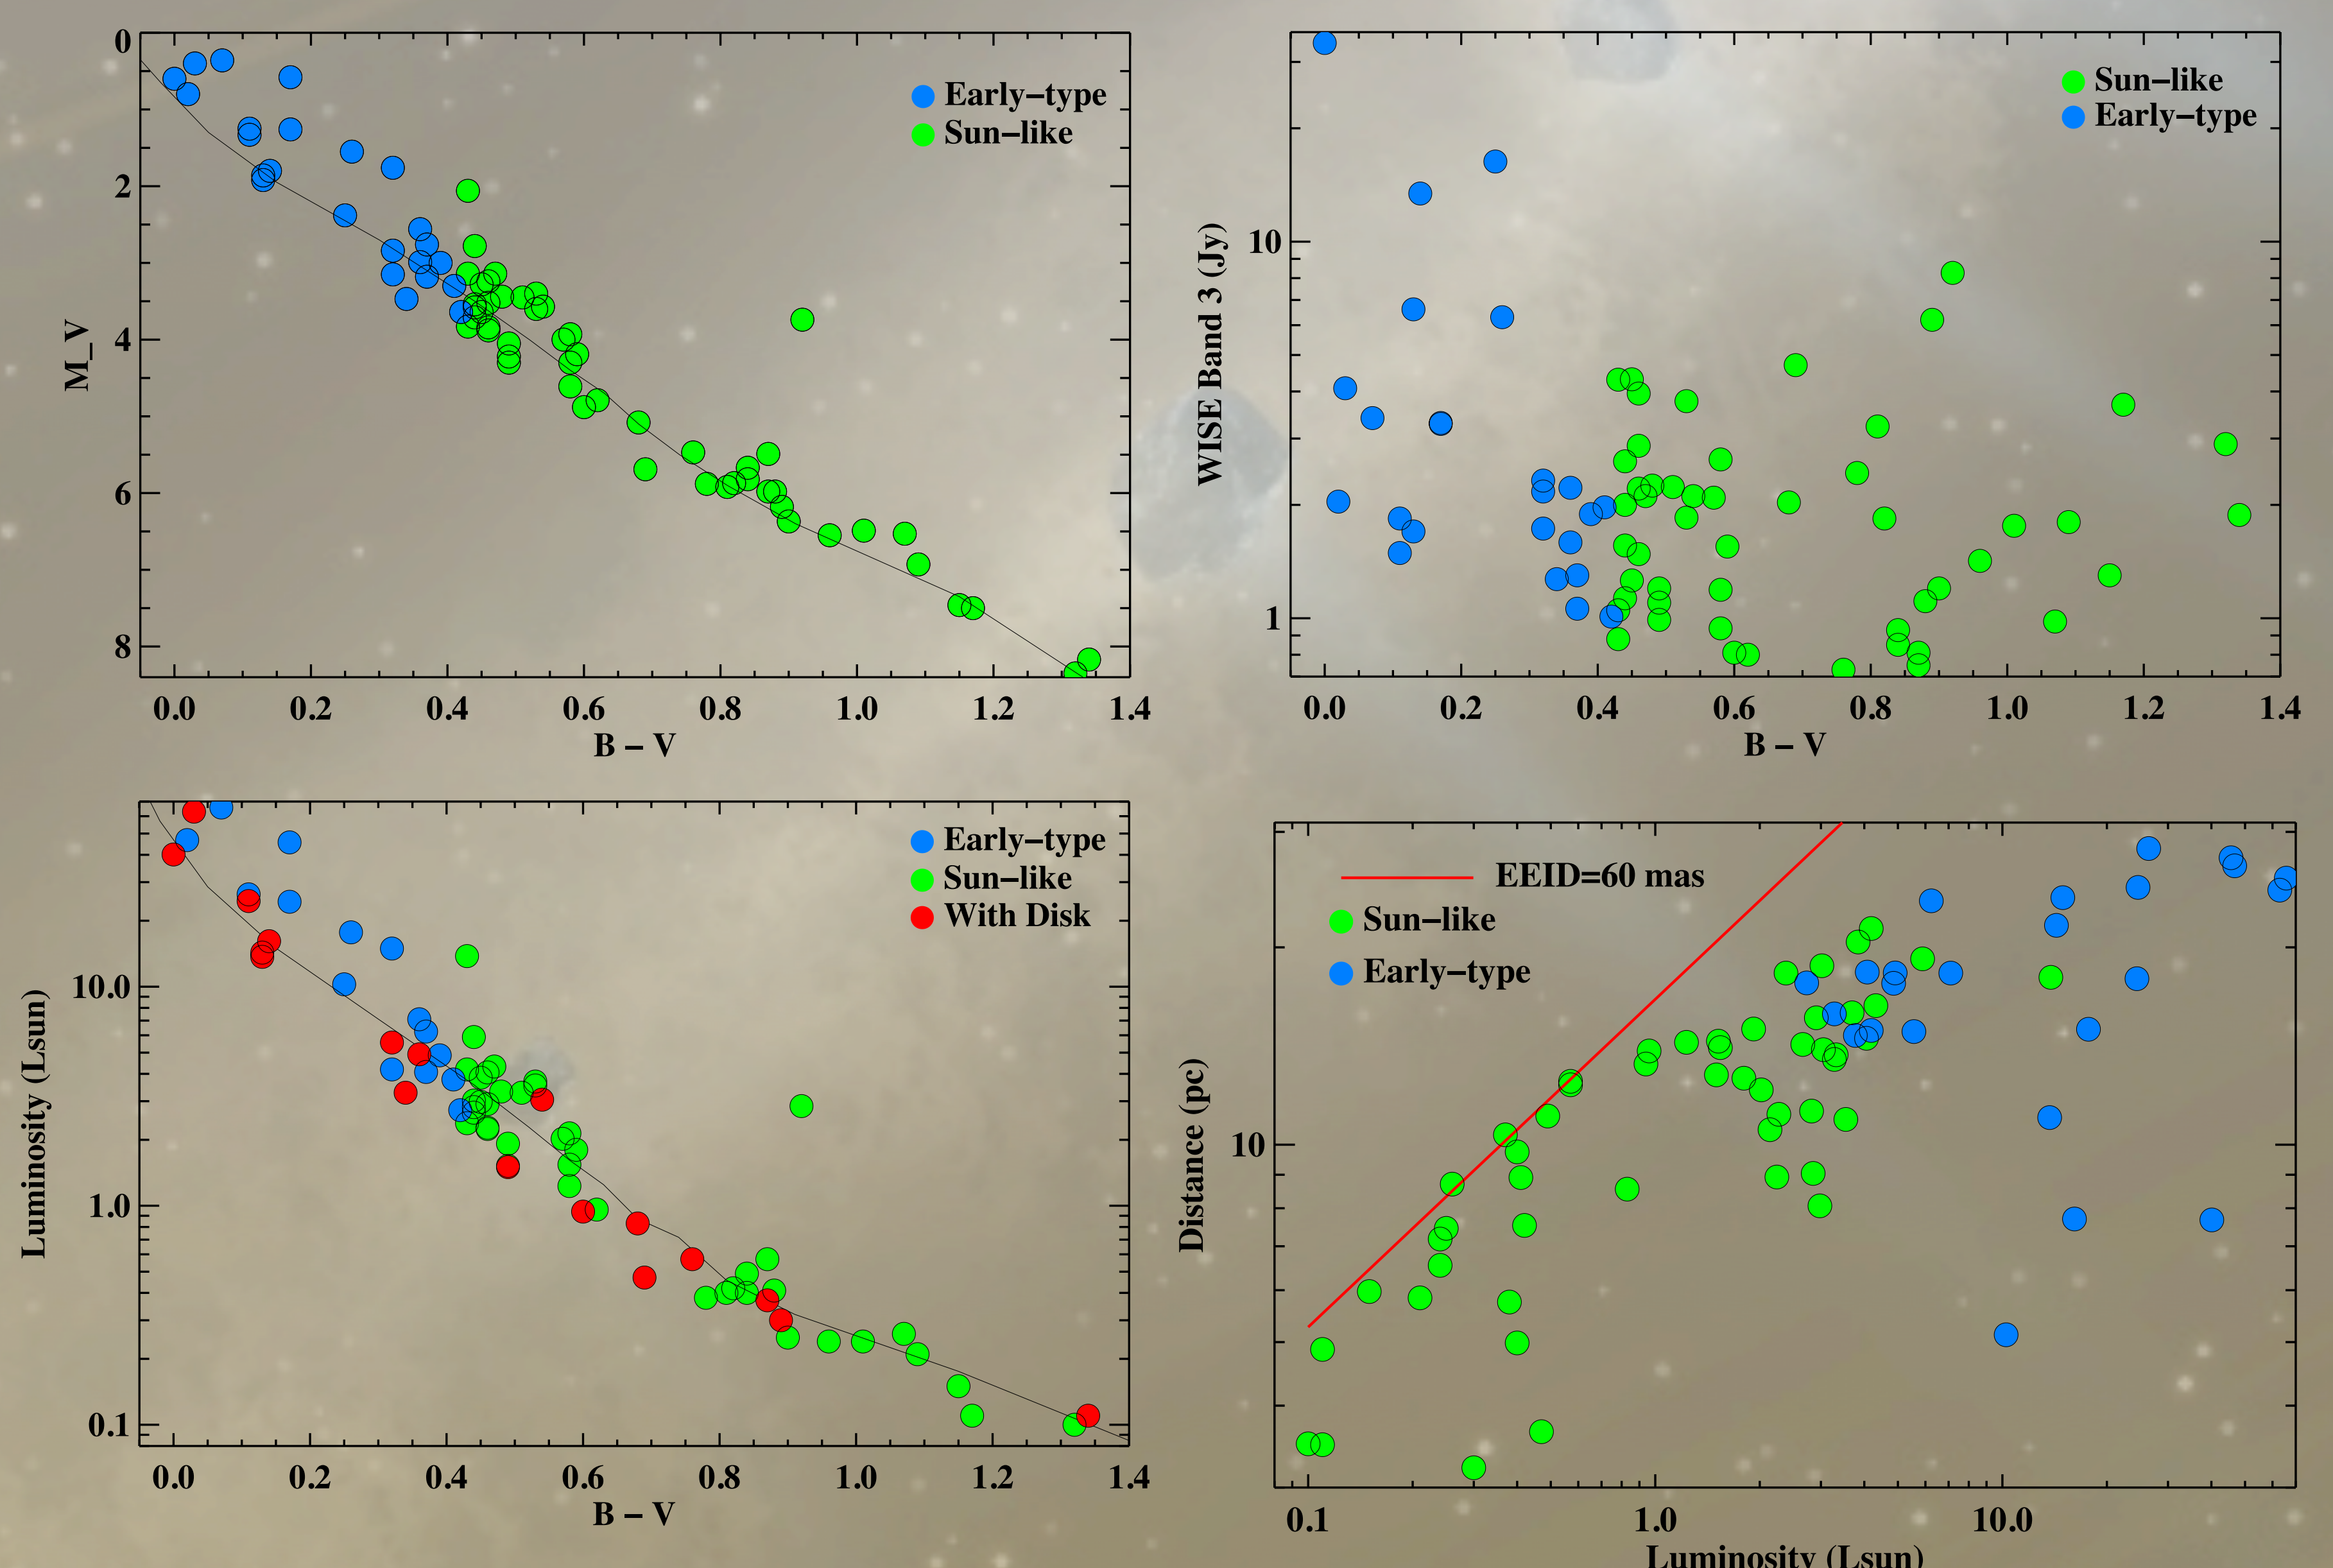 0
2
4
6
8
M_V
Early−type
Sun−like
0.0 0.2 0.4 0.6 0.8 1.0 1.2 1.4
B − V
10
1
WISE Band 3 (Jy)
Sun−like
Early−type
0.0 0.2 0.4 0.6 0.8 1.0 1.2 1.4
B − V
10.0
1.0
0.1
Luminosity (Lsun)
Early−type
Sun−like
With Disk
0.0 0.2 0.4 0.6 0.8 1.0 1.2 1.4
B − V
10
Distance (pc)
EEID=60 mas
Sun−like
Early−type
0.1 1.0 10.0
Luminosity (Lsun)